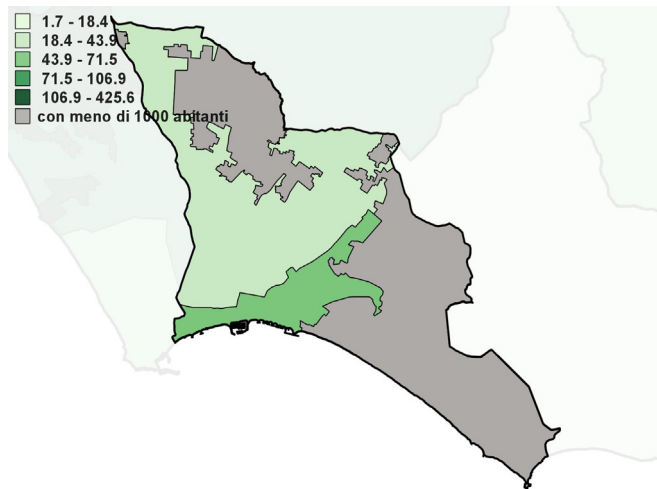 1.7 - 18.4
18.4 - 43.9
43.9 - 71.5
71.5 - 106.9
106.9 - 425.6
con meno di 1000 abitanti